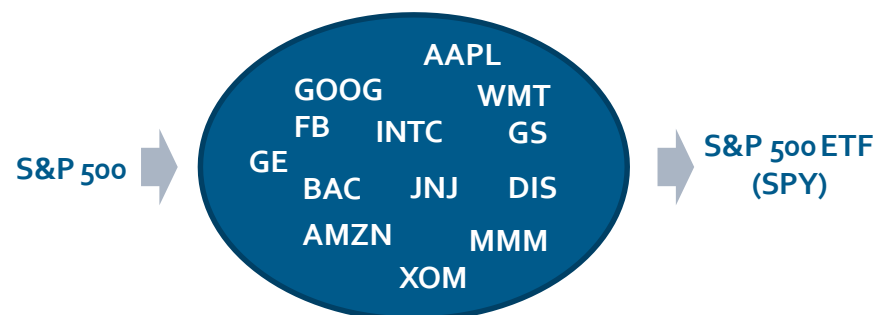 S&P 500
AAPL
GOOG
WMT
FB
INTC
GS
GE
BAC
JNJ
DIS
AMZN
MMM
XOM
S&P 500 ETF
(SPY)